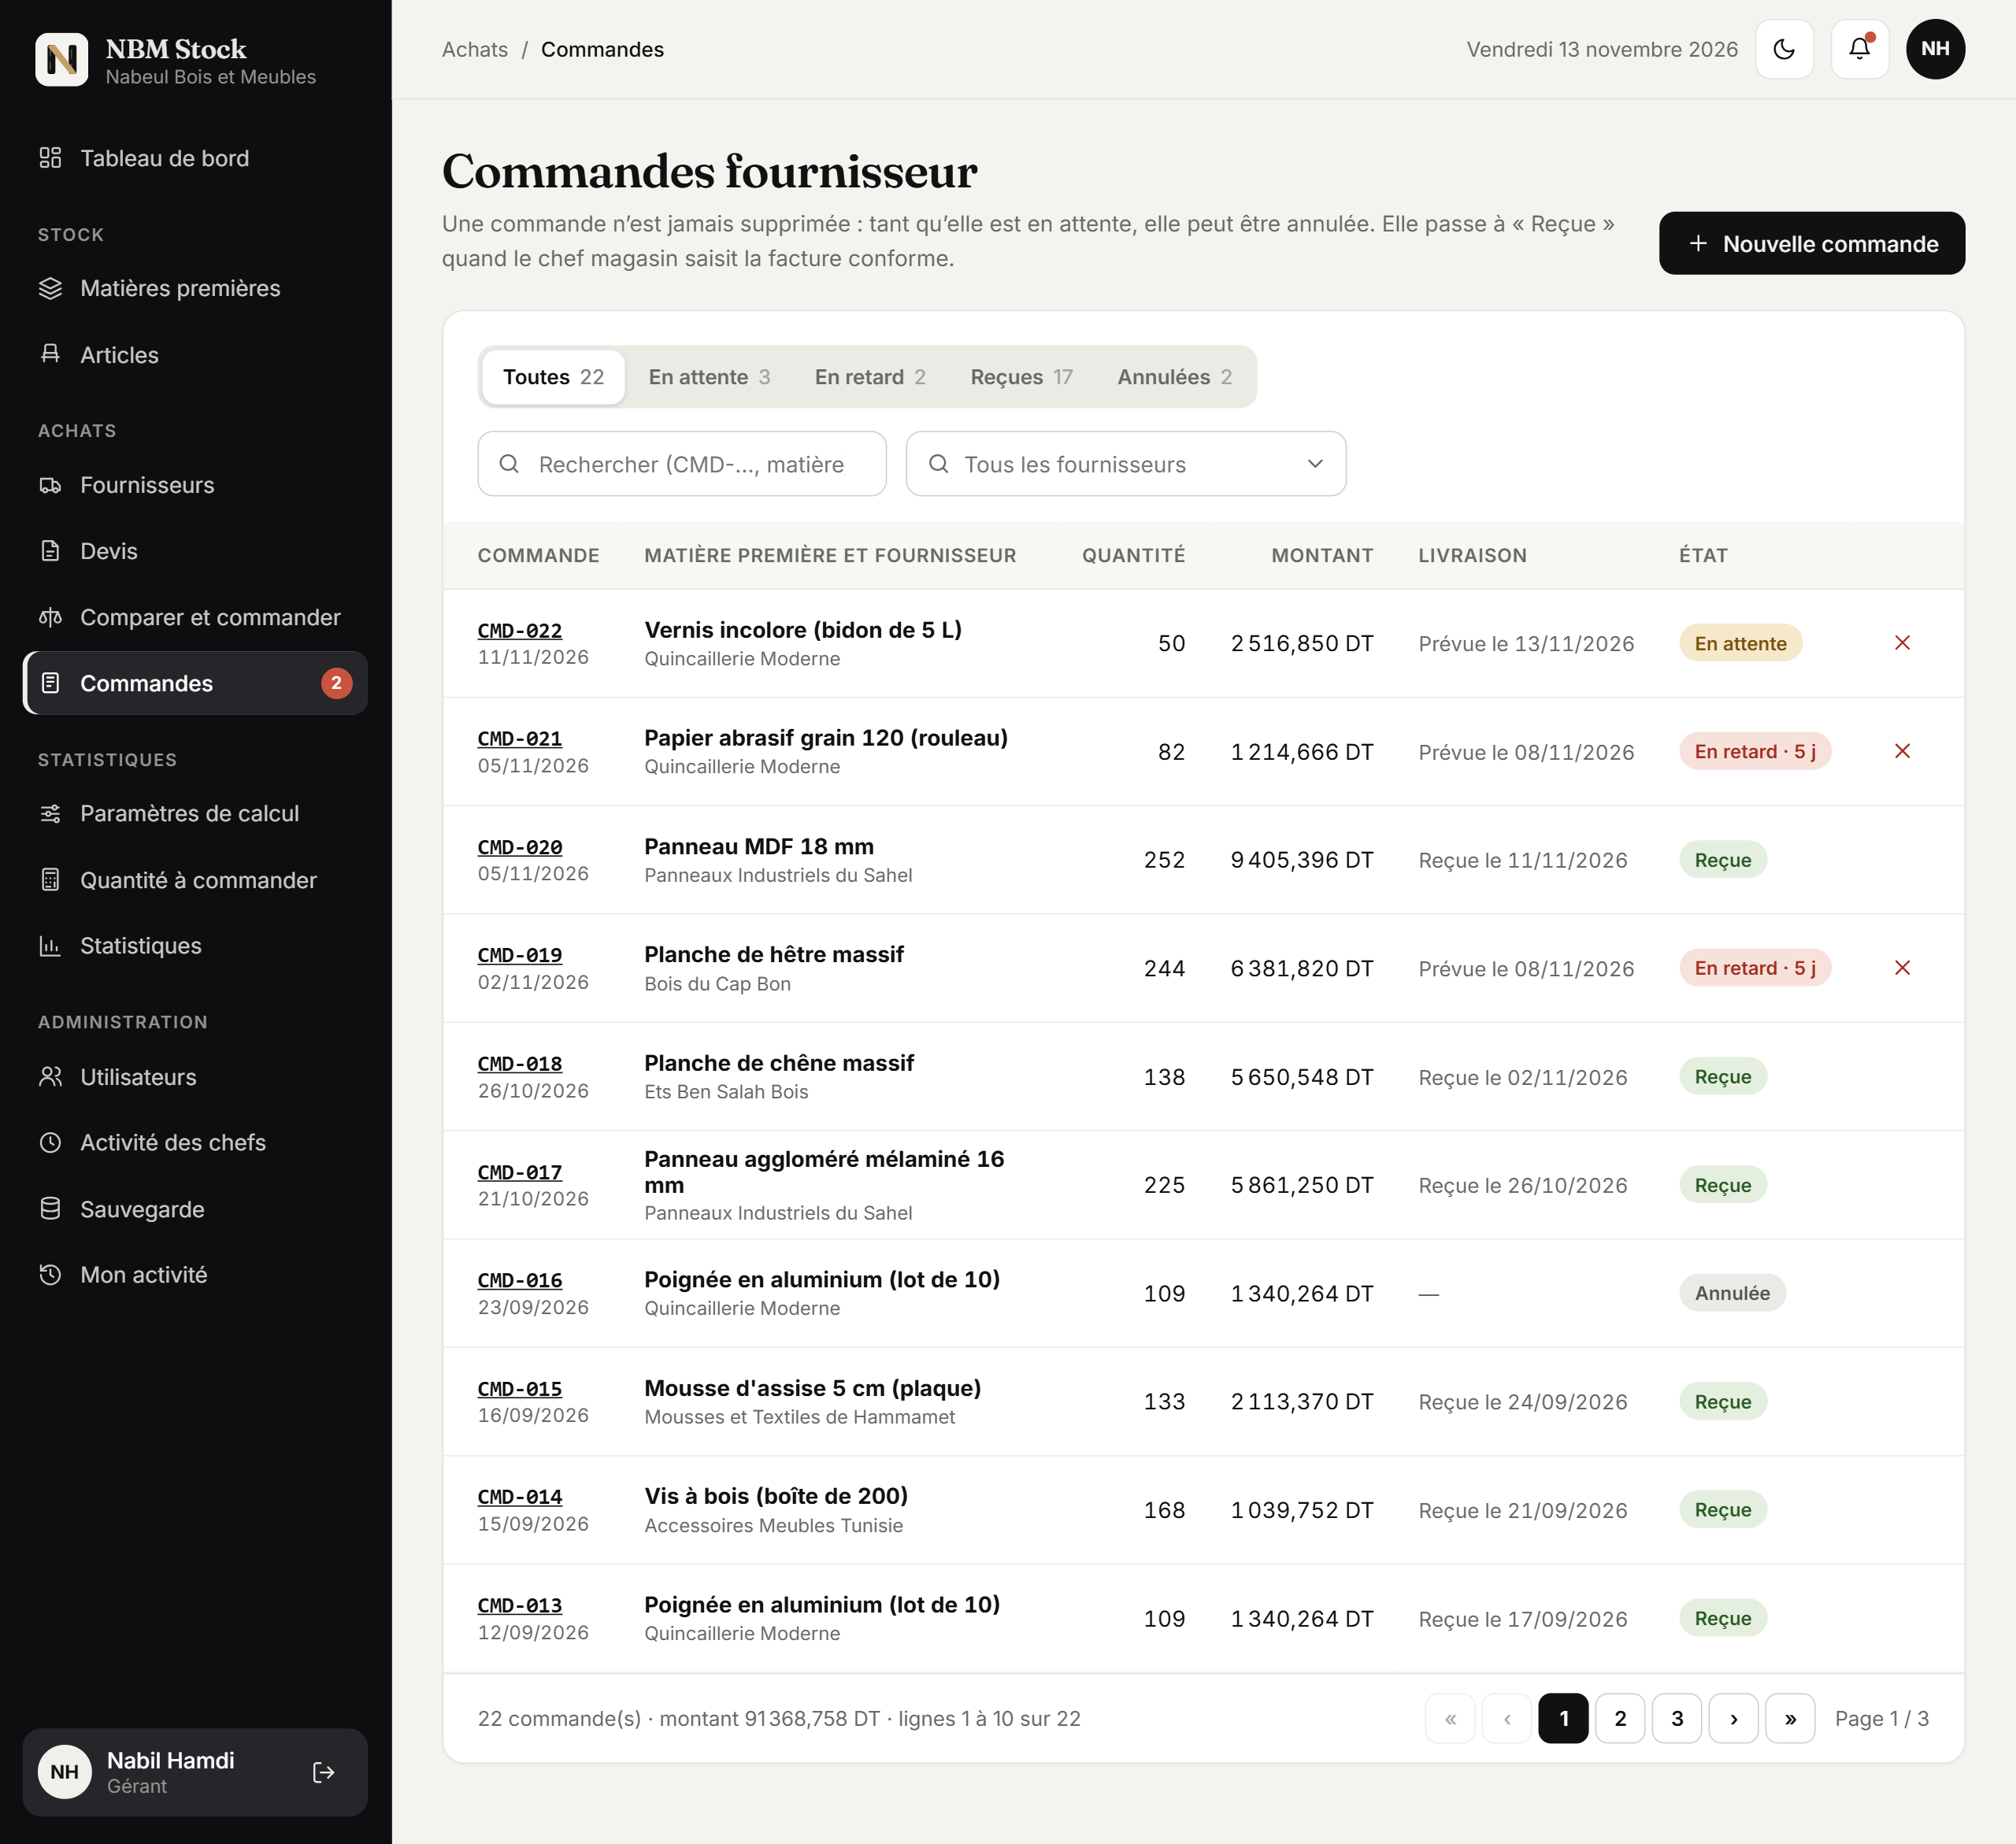 NBM Stock
Nabeul Bois et Meubles
Tableau de bord
STOCK
Matières premières
Articles
ACHATS
Fournisseurs
Devis
Comparer et commander
Commandes 2
STATISTIQUES
Paramètres de calcul
Quantité à commander
Statistiques
ADMINISTRATION
Utilisateurs
Activité des chefs
Sauvegarde
Mon activité
NH
Nabil Hamdi
Gérant
Achats / Commandes
Vendredi 13 novembre 2026
NH
Commandes fournisseur
Une commande n’est jamais supprimée : tant qu’elle est en attente, elle peut être annulée. Elle passe à « Reçue »
quand le chef magasin saisit la facture conforme.
+ Nouvelle commande
Toutes 22 En attente 3 En retard 2 Reçues 17 Annulées 2
Rechercher (CMD-…, matière
Tous les fournisseurs
COMMANDE MATIÈRE PREMIÈRE ET FOURNISSEUR QUANTITÉ MONTANT LIVRAISON ÉTAT
CMD-022 Vernis incolore (bidon de 5 L) 50 2 516,850 DT Prévue le 13/11/2026 En attente
11/11/2026 Quincaillerie Moderne
CMD-021 Papier abrasif grain 120 (rouleau) 82 1 214,666 DT Prévue le 08/11/2026 En retard · 5 j
05/11/2026 Quincaillerie Moderne
CMD-020 Panneau MDF 18 mm 252 9 405,396 DT Reçue le 11/11/2026 Reçue
05/11/2026 Panneaux Industriels du Sahel
CMD-019 Planche de hêtre massif 244 6 381,820 DT Prévue le 08/11/2026 En retard · 5 j
02/11/2026 Bois du Cap Bon
CMD-018 Planche de chêne massif 138 5 650,548 DT Reçue le 02/11/2026 Reçue
26/10/2026 Ets Ben Salah Bois
CMD-017 Panneau aggloméré mélaminé 16
mm 225 5 861,250 DT Reçue le 26/10/2026 Reçue
21/10/2026 Panneaux Industriels du Sahel
CMD-016 Poignée en aluminium (lot de 10) 109 1 340,264 DT — Annulée
23/09/2026 Quincaillerie Moderne
CMD-015 Mousse d'assise 5 cm (plaque) 133 2 113,370 DT Reçue le 24/09/2026 Reçue
16/09/2026 Mousses et Textiles de Hammamet
CMD-014 Vis à bois (boîte de 200) 168 1 039,752 DT Reçue le 21/09/2026 Reçue
15/09/2026 Accessoires Meubles Tunisie
CMD-013 Poignée en aluminium (lot de 10) 109 1 340,264 DT Reçue le 17/09/2026 Reçue
12/09/2026 Quincaillerie Moderne
22 commande(s) · montant 91 368,758 DT · lignes 1 à 10 sur 22
« ‹ 1 2 3 › » Page 1 / 3